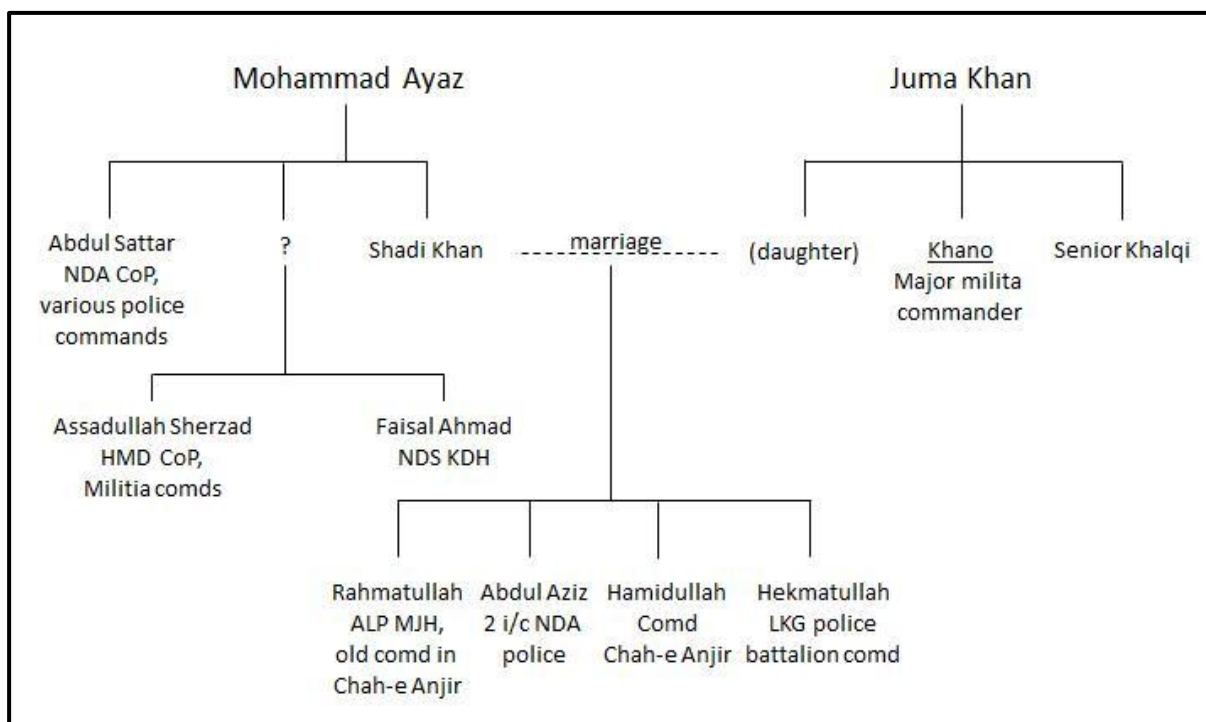 Mohammad Ayaz
Juma Khan
Abdul Sattar
NDA CoP,
various police
commands
?
Shadi Khan
marriage
(daughter)
Khano
Major milita
commander
Senior Khalqi
Assadullah Sherzad
HMD CoP,
Militia comds
Faisal Ahmad
NDS KDH
Rahmatullah
ALP MJH,
old comd in
Chah-e Anjir
Abdul Aziz
2 i/c NDA
police
Hamidullah
Comd
Chah-e Anjir
Hekmatullah
LKG police
battalion comd